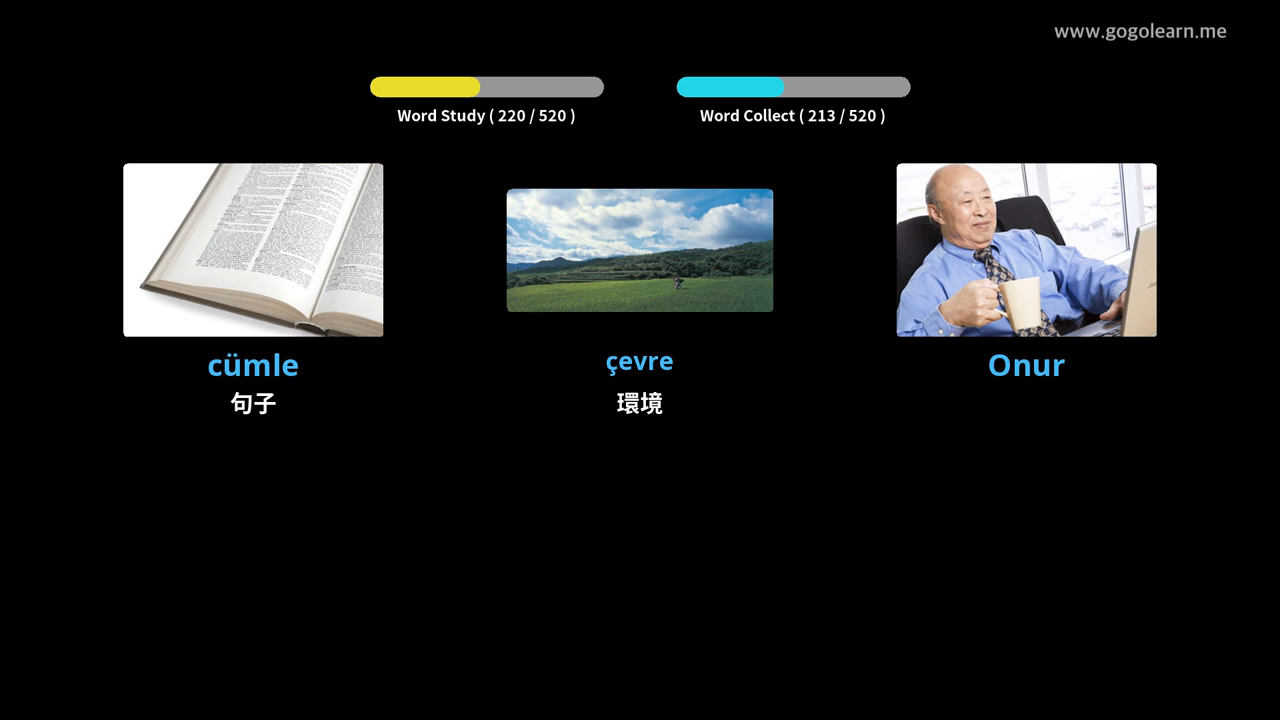 www.gogolearn.me
Word Study ( 220 / 520 )
Word Collect ( 213 / 520 )
cümle
句子
çevre
環境
Onur